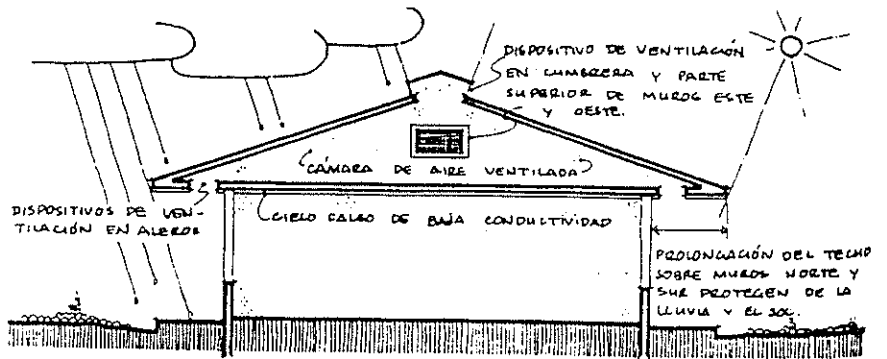 DISPOSITIVO DE VENTILACIÓN
EN CUMBRERA Y PARTE
SUPERIOR DE MUROS ESTE
Y OESTE.
CÁMARA DE AIRE VENTILADA
DISPOSITIVOS DE VEN-
TILACIÓN EN ALEROS
CIELO FALSO DE BAJA CONDUCTIVIDAD
PROLONGACIÓN DEL TECHO
SOBRE MUROS NORTE Y
SUR PROTEGEN DE LA
LLUVIA Y EL SOL.